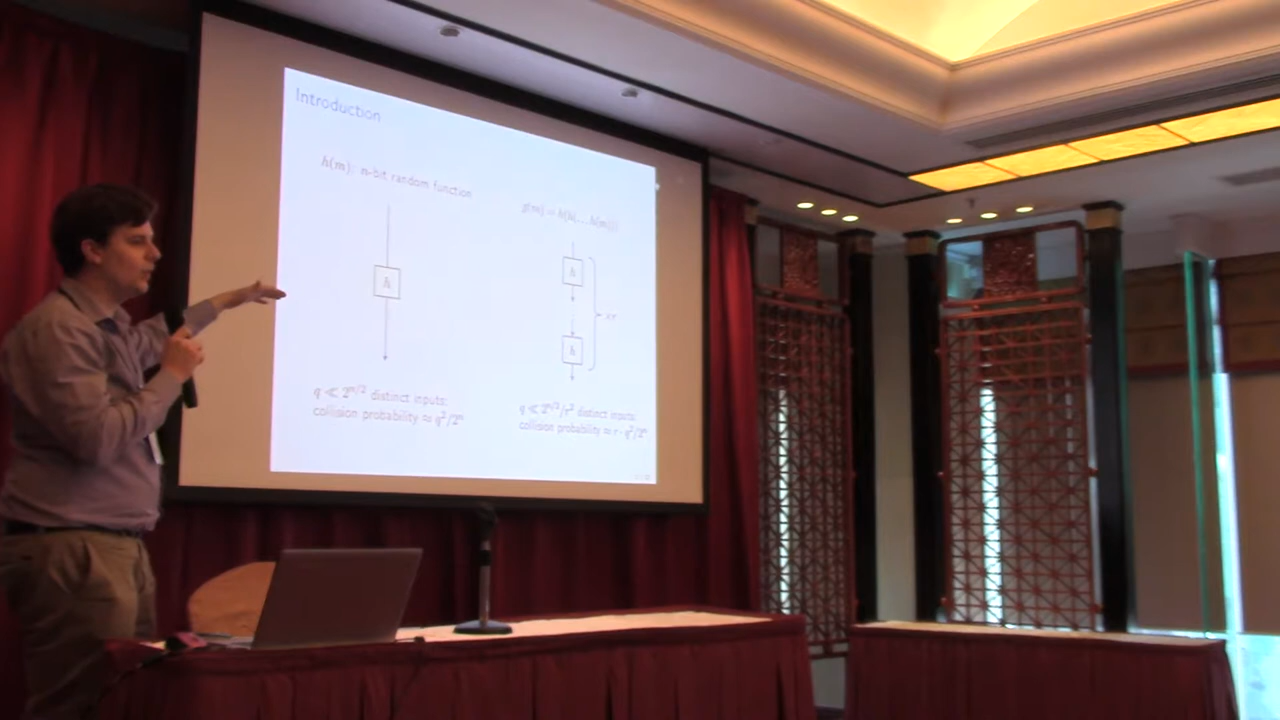 Introduction
h(m): n-bit random function
h
q ≪ 2^{n/2} distinct inputs:
collision probability ≈ q²/2ⁿ
g(m) = h(h(...h(m)))
h
× r
h
q ≪ 2^{n/2}/r² distinct inputs:
collision probability ≈ r · q²/2ⁿ